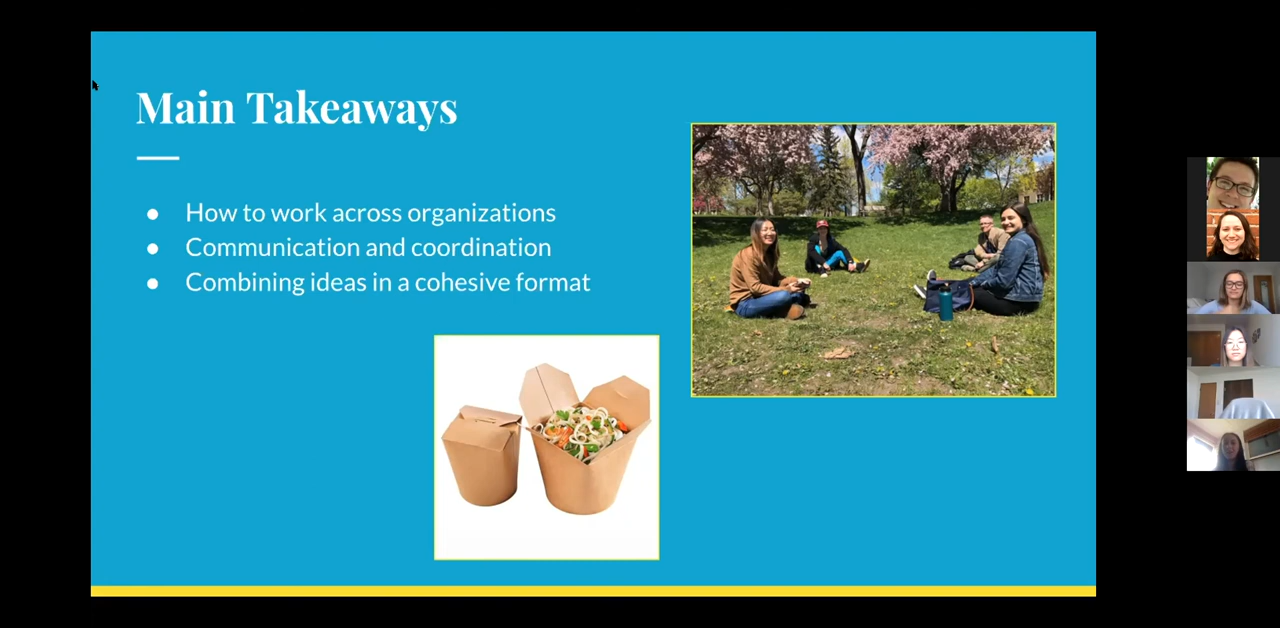 Main Takeaways
How to work across organizations
Communication and coordination
Combining ideas in a cohesive format